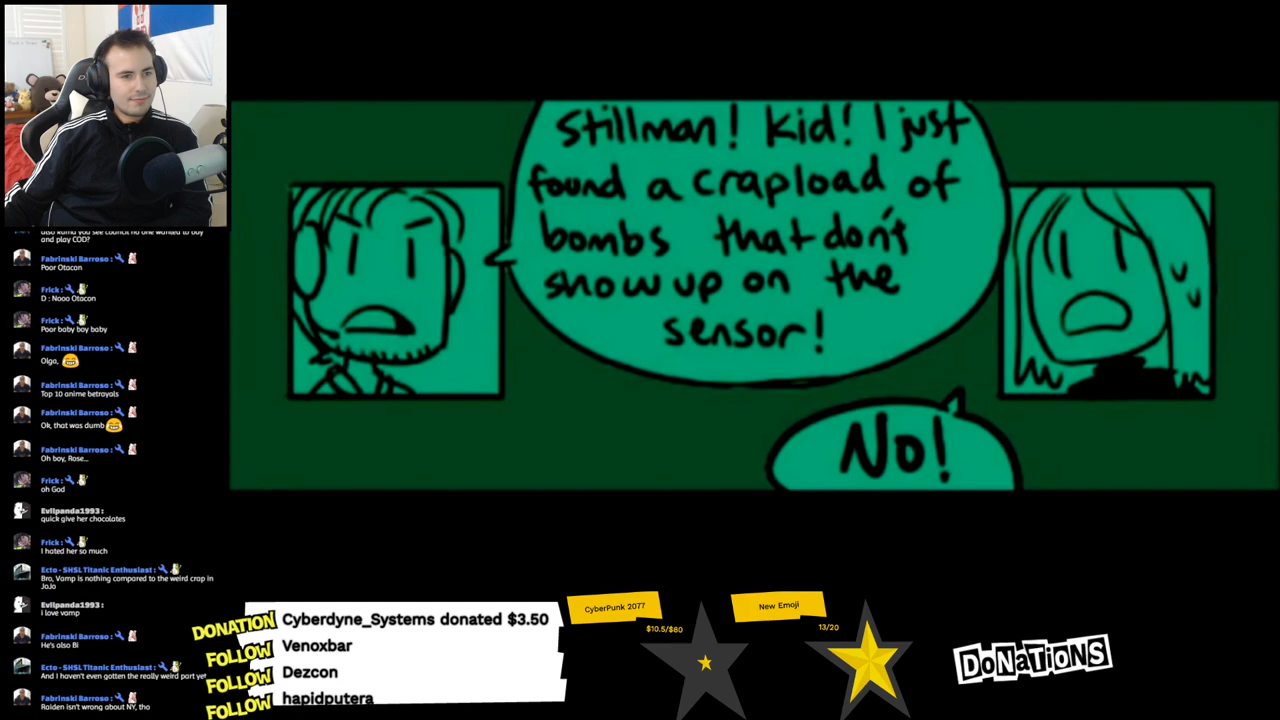 stillman! Kid! I just
found a crapload of
bombs that don't
show up on the
sensor!
No!
and play COD?
Fabrinski Barroso :
Poor Otacon
Frick :
D : Nooo Otacon
Frick :
Poor baby boy baby
Fabrinski Barroso :
Olga,
Fabrinski Barroso :
Top 10 anime betrayals
Fabrinski Barroso :
Ok, that was dumb
Fabrinski Barroso :
Oh boy, Rose...
Frick :
oh God
Evilpanda1993 :
quick give her chocolates
Frick :
I hated her so much
Ecto - SHSL Titanic Enthusiast :
Bro, Vamp is nothing compared to the weird crap in
JoJo
Evilpanda1993 :
I love vamp
Fabrinski Barroso :
He's also Bi
Ecto - SHSL Titanic Enthusiast :
And I haven't even gotten the really weird part yet
Fabrinski Barroso :
Raiden isn't wrong about NY, tho
DONATION Cyberdyne_Systems donated $3.50
FOLLOW Venoxbar
FOLLOW Dezcon
FOLLOW hapidputera
CyberPunk 2077
$10.5/$80
New Emoji
13/20
DoNaTioNS